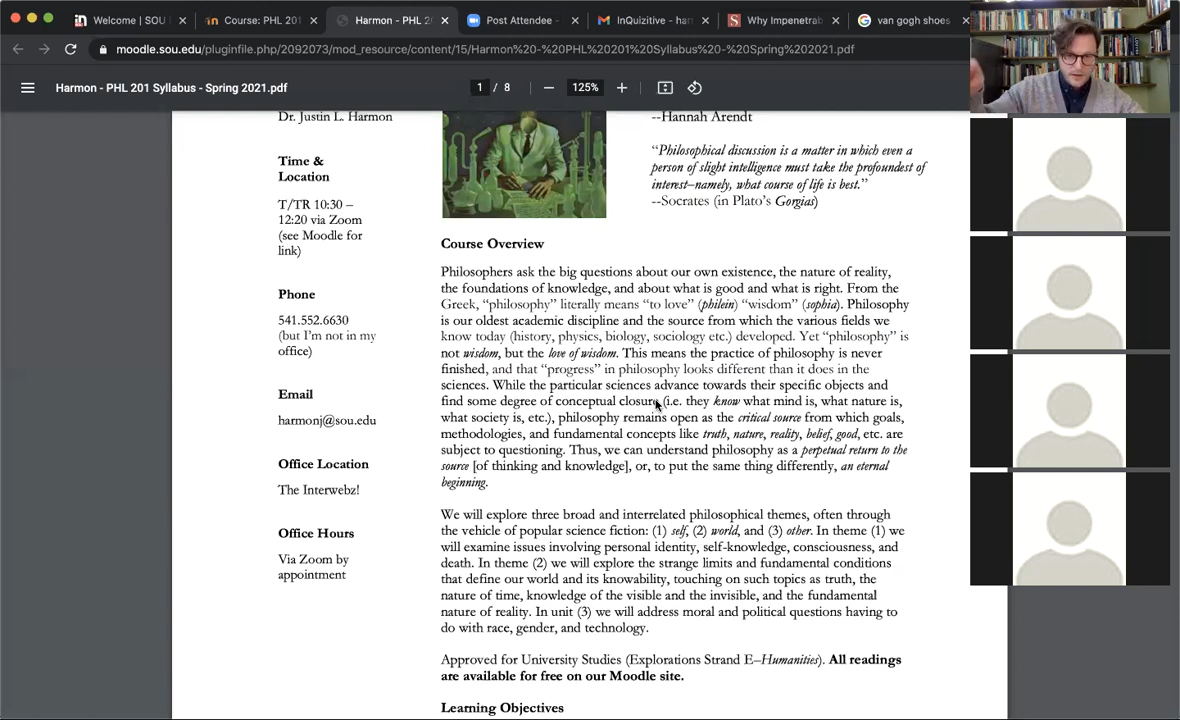 Welcome | SOU |
Course: PHL 201
Harmon - PHL 2
Post Attendee -
InQuizitive - har
Why Impenetrab
van gogh shoes
moodle.sou.edu/pluginfile.php/2092073/mod_resource/content/15/Harmon%20-%20PHL%20201%20Syllabus%20-%20Spring%202021.pdf
Harmon - PHL 201 Syllabus - Spring 2021.pdf
1 / 8
125%
Dr. Justin L. Harmon
Time &
Location
T/TR 10:30 –
12:20 via Zoom
(see Moodle for
link)
Phone
541.552.6630
(but I'm not in my
office)
Email
harmonj@sou.edu
Office Location
The Interwebz!
Office Hours
Via Zoom by
appointment
--Hannah Arendt
“Philosophical discussion is a matter in which even a
person of slight intelligence must take the profoundest of
interest–namely, what course of life is best.”
--Socrates (in Plato's Gorgias)
Course Overview
Philosophers ask the big questions about our own existence, the nature of reality,
the foundations of knowledge, and about what is good and what is right. From the
Greek, “philosophy” literally means “to love” (philein) “wisdom” (sophia). Philosophy
is our oldest academic discipline and the source from which the various fields we
know today (history, physics, biology, sociology etc.) developed. Yet “philosophy” is
not wisdom, but the love of wisdom. This means the practice of philosophy is never
finished, and that “progress” in philosophy looks different than it does in the
sciences. While the particular sciences advance towards their specific objects and
find some degree of conceptual closure (i.e. they know what mind is, what nature is,
what society is, etc.), philosophy remains open as the critical source from which goals,
methodologies, and fundamental concepts like truth, nature, reality, belief, good, etc. are
subject to questioning. Thus, we can understand philosophy as a perpetual return to the
source [of thinking and knowledge], or, to put the same thing differently, an eternal
beginning.
We will explore three broad and interrelated philosophical themes, often through
the vehicle of popular science fiction: (1) self, (2) world, and (3) other. In theme (1) we
will examine issues involving personal identity, self-knowledge, consciousness, and
death. In theme (2) we will explore the strange limits and fundamental conditions
that define our world and its knowability, touching on such topics as truth, the
nature of time, knowledge of the visible and the invisible, and the fundamental
nature of reality. In unit (3) we will address moral and political questions having to
do with race, gender, and technology.
Approved for University Studies (Explorations Strand E–Humanities). All readings
are available for free on our Moodle site.
Learning Objectives